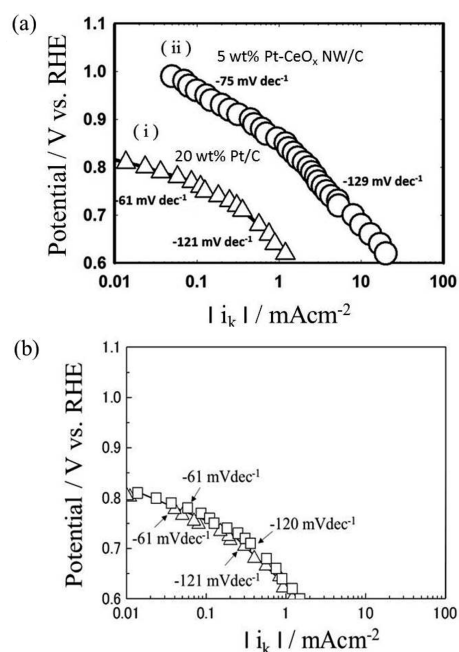 (a)
( ii )
5 wt% Pt-CeOₓ NW/C
-75 mV dec⁻¹
( i )
20 wt% Pt/C
-61 mV dec⁻¹
-129 mV dec⁻¹
-121 mV dec⁻¹
Potential / V vs. RHE
1.1
1.0
0.9
0.8
0.7
0.6
0.01
0.1
1
10
100
I iₖ I / mAcm⁻²
(b)
Potential / V vs. RHE
1.1
1.0
0.9
0.8
0.7
0.6
-61 mVdec⁻¹
-61 mVdec⁻¹
-120 mVdec⁻¹
-121 mVdec⁻¹
0.01
0.1
1
10
100
I iₖ I / mAcm⁻²